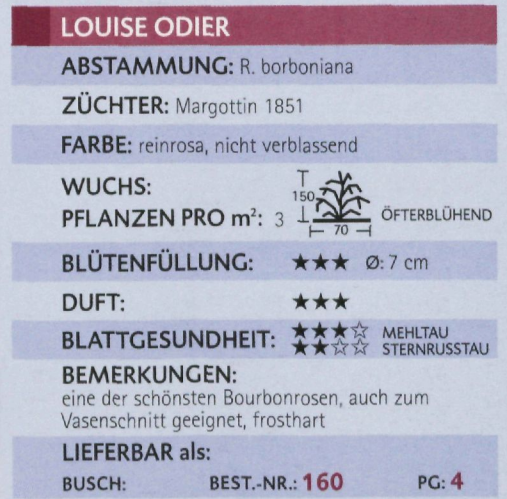 LOUISE ODIER
ABSTAMMUNG: R. borboniana
ZÜCHTER: Margottin 1851
FARBE: reinrosa, nicht verblassend
WUCHS:
150
PFLANZEN PRO m²: 3
70
ÖFTERBLÜHEND
BLÜTENFÜLLUNG: ★★★ Ø: 7 cm
DUFT: ★★★
BLATTGESUNDHEIT: ★★★☆ MEHLTAU
★★☆☆ STERNRUSSTAU
BEMERKUNGEN:
eine der schönsten Bourbonrosen, auch zum
Vasenschnitt geeignet, frosthart
LIEFERBAR als:
BUSCH: BEST.-NR.: 160 PG: 4